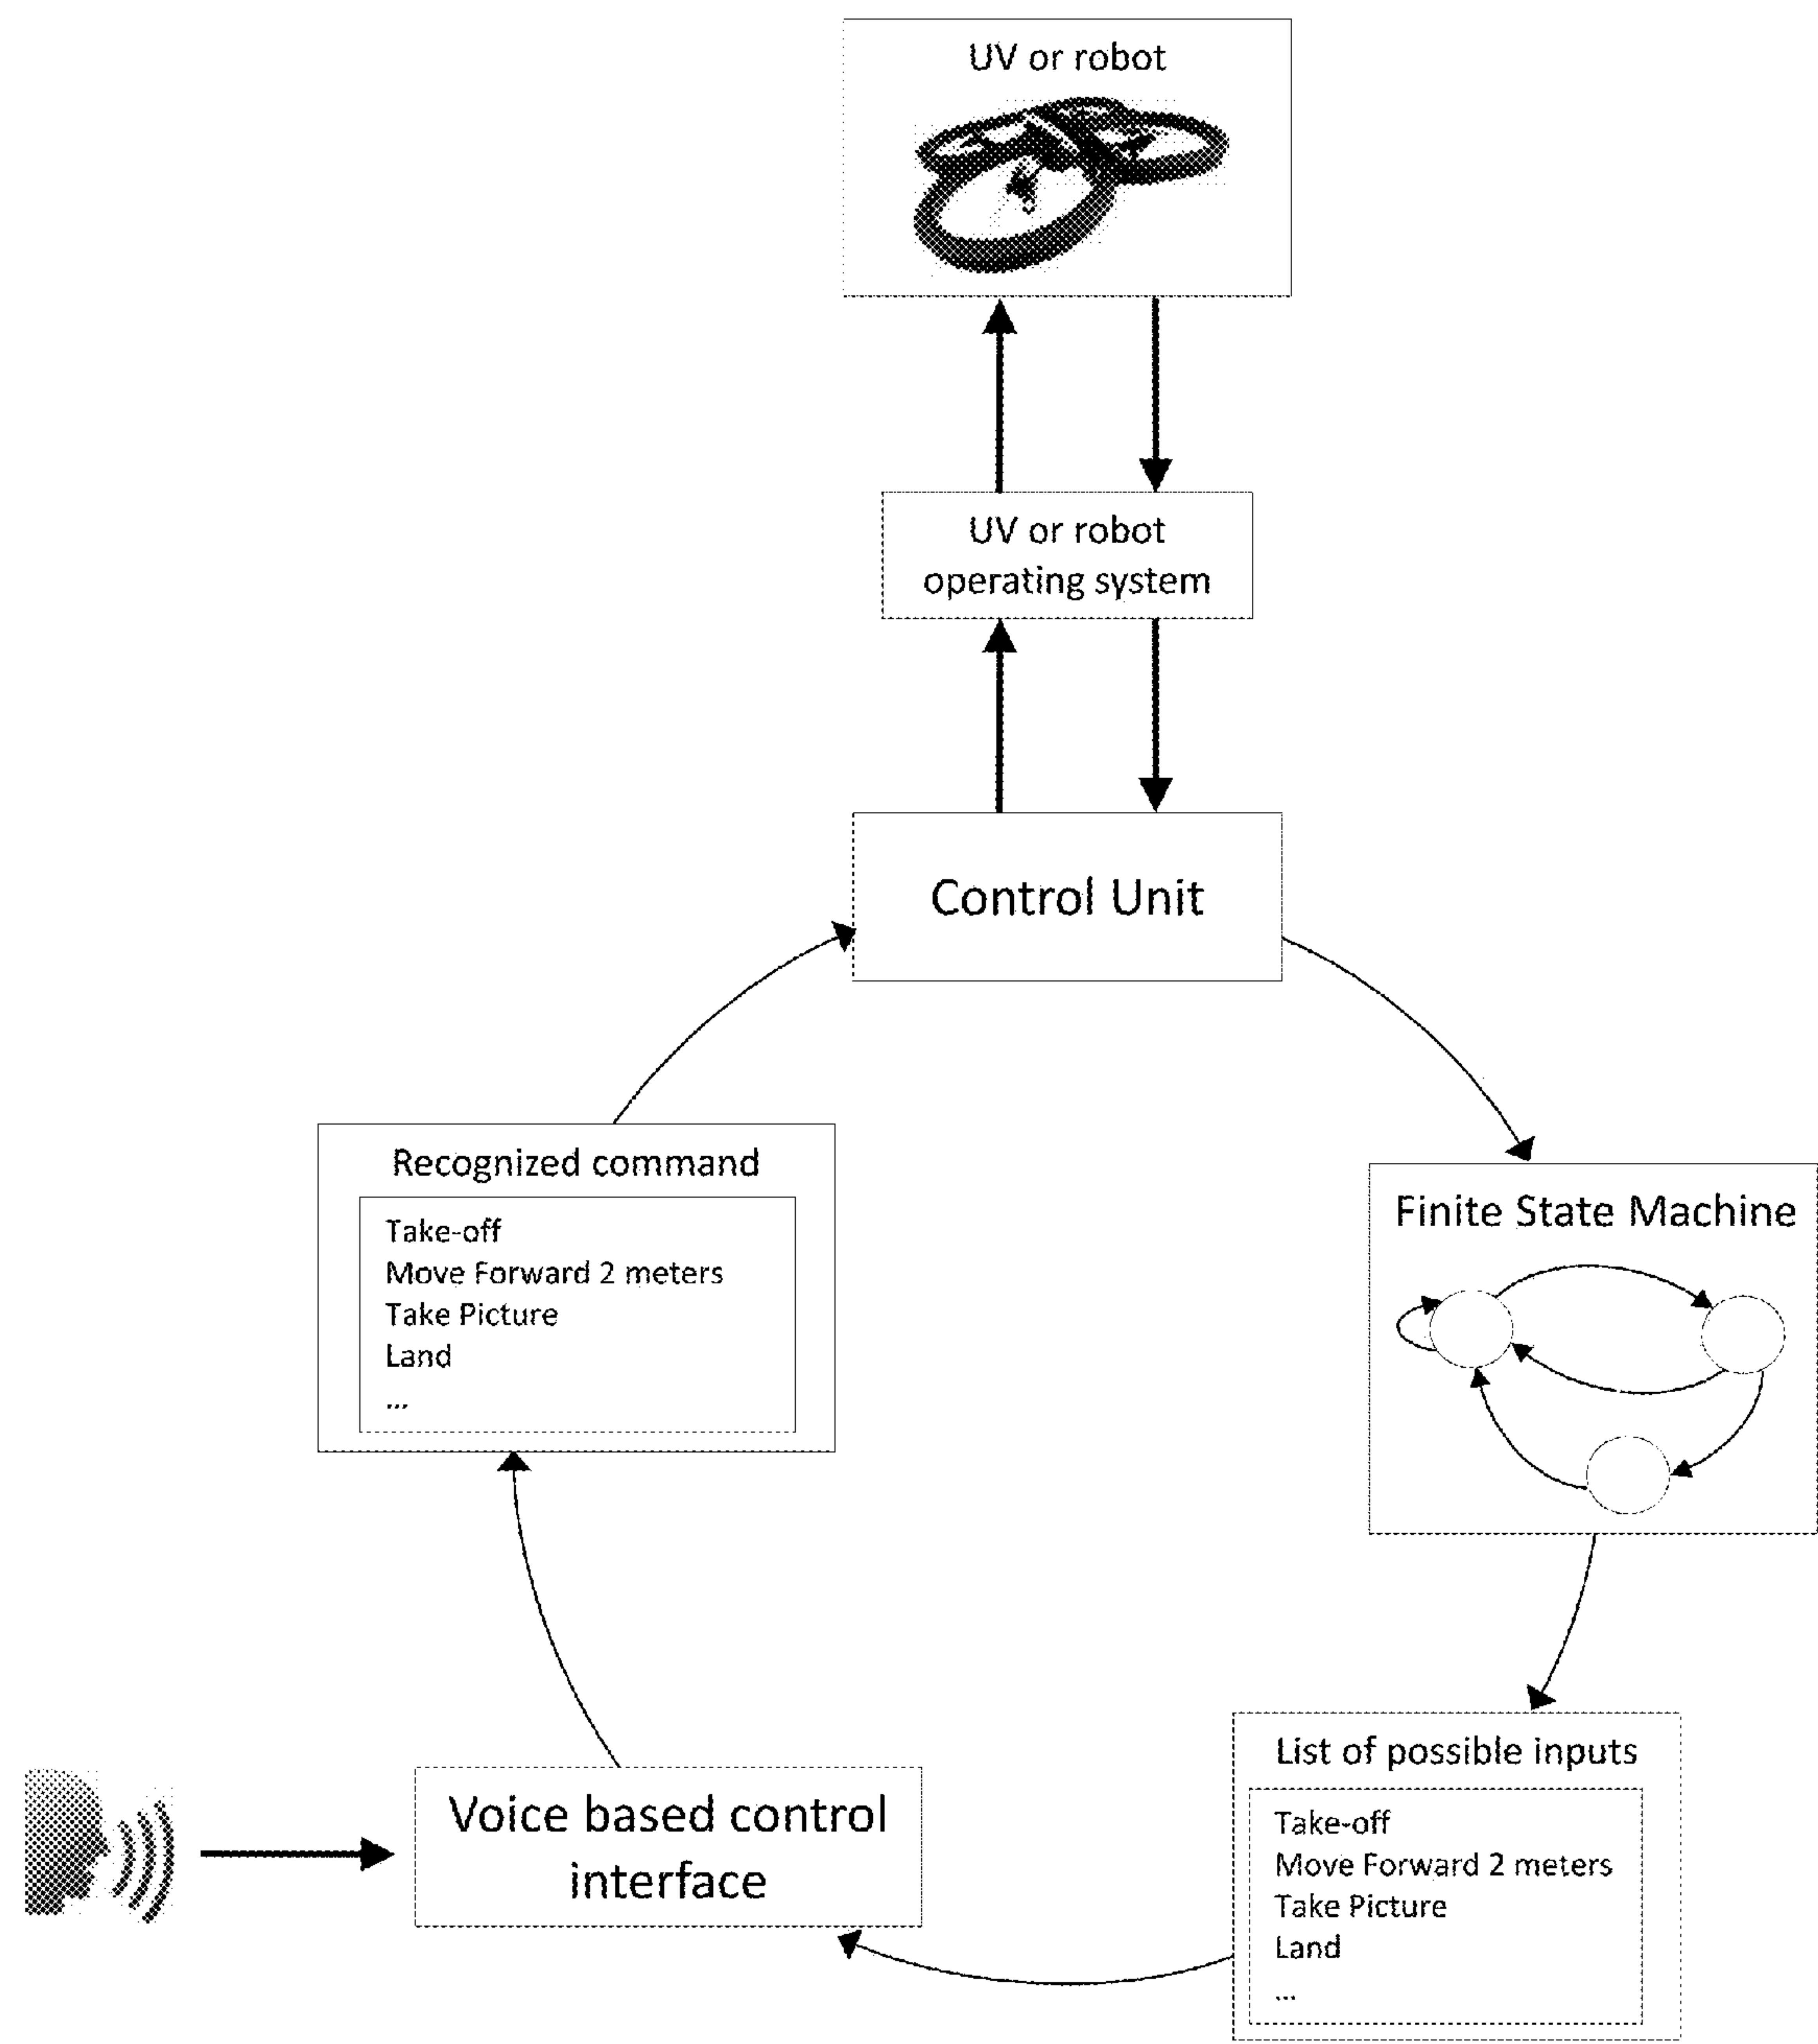 UV or robot
UV or robot
operating system
Control Unit
Recognized command
Take-off
Move Forward 2 meters
Take Picture
Land
...
Finite State Machine
Voice based control
interface
List of possible inputs
Take-off
Move Forward 2 meters
Take Picture
Land
...